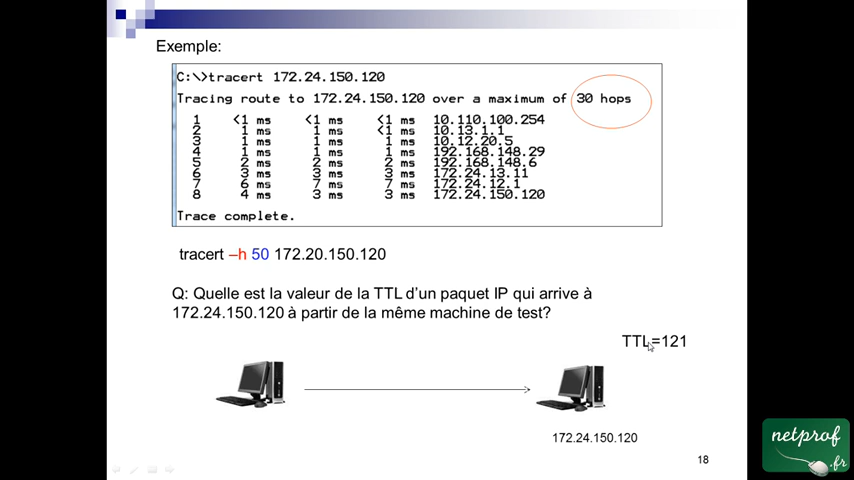 Exemple:
C:\>tracert 172.24.150.120
Tracing route to 172.24.150.120 over a maximum of 30 hops
1 <1 ms <1 ms <1 ms 10.110.100.254
2 1 ms 1 ms <1 ms 10.13.1.1
3 1 ms 1 ms 1 ms 10.12.20.5
4 1 ms 1 ms 1 ms 192.168.148.29
5 2 ms 2 ms 2 ms 192.168.148.6
6 3 ms 3 ms 3 ms 172.24.13.11
7 6 ms 7 ms 7 ms 172.24.12.1
8 4 ms 3 ms 3 ms 172.24.150.120
Trace complete.
tracert –h 50 172.20.150.120
Q: Quelle est la valeur de la TTL d’un paquet IP qui arrive à
172.24.150.120 à partir de la même machine de test?
TTL=121
172.24.150.120
18
netprof
.fr